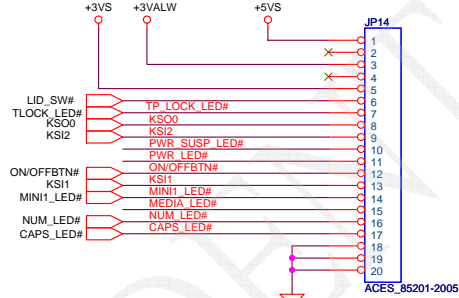 +3VS +3VALW +5VS
JP14
1
2
3
4
5
LID_SW# 6
TLOCK_LED# TP_LOCK_LED# 7
KSO0 KSO0 8
KSI2 KSI2 9
PWR_SUSP_LED# 10
PWR_LED# 11
ON/OFFBTN# ON/OFFBTN# 12
KSI1 KSI1 13
MINI1_LED# MINI1_LED# 14
MEDIA_LED# 15
NUM_LED# NUM_LED# 16
CAPS_LED# CAPS_LED# 17
18
19
20
ACES_85201-2005